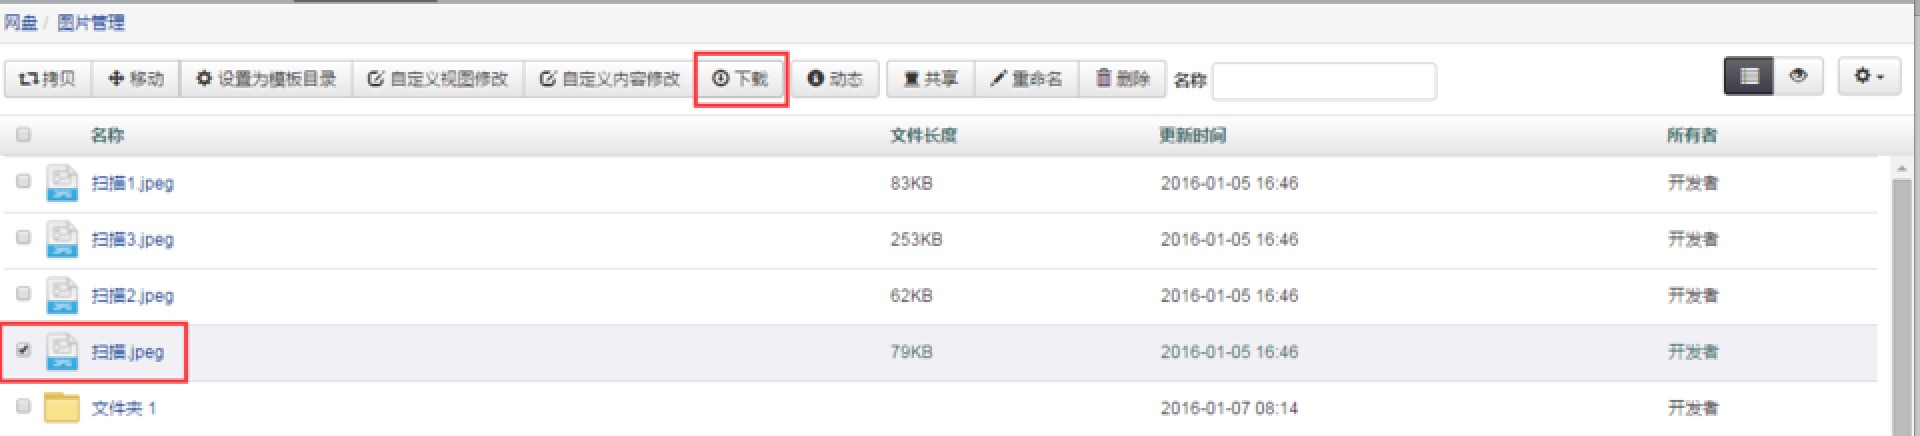 网盘 / 图片管理
拷贝 移动 设置为模板目录 自定义视图修改 自定义内容修改 下载 动态 共享 重命名 删除 名称
名称 文件长度 更新时间 所有者
扫描1.jpeg 83KB 2016-01-05 16:46 开发者
扫描3.jpeg 253KB 2016-01-05 16:46 开发者
扫描2.jpeg 62KB 2016-01-05 16:46 开发者
扫描.jpeg 79KB 2016-01-05 16:46 开发者
文件夹 1 2016-01-07 08:14 开发者